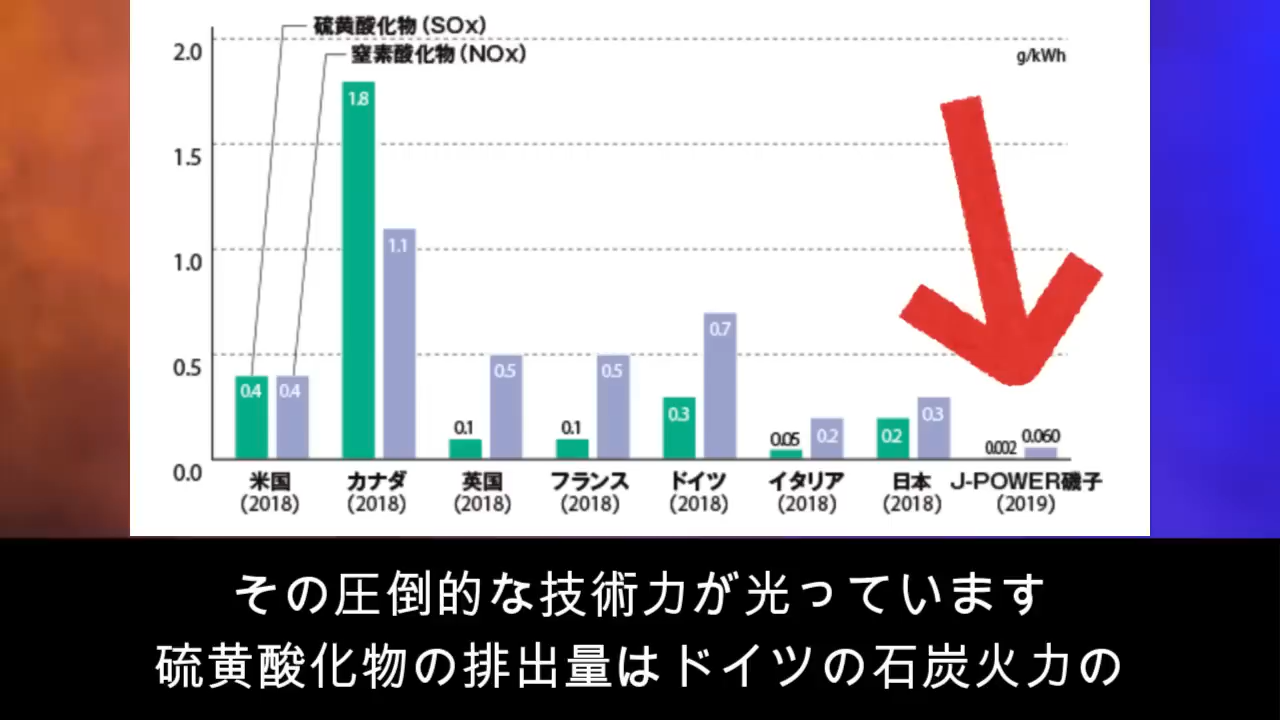 硫黄酸化物（SOx）
窒素酸化物（NOx）
g/kWh
2.0
1.5
1.0
0.5
0.0
0.4 0.4
1.8 1.1
0.1 0.5
0.1 0.5
0.3 0.7
0.05 0.2
0.2 0.3
0.002 0.060
米国 カナダ 英国 フランス ドイツ イタリア 日本 J-POWER磯子
（2018） （2018） （2018） （2018） （2018） （2018） （2018） （2019）
その圧倒的な技術力が光っています
硫黄酸化物の排出量はドイツの石炭火力の